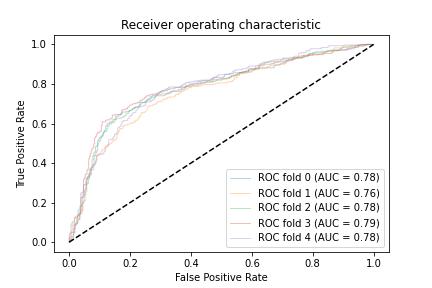 Receiver operating characteristic
True Positive Rate
1.0
0.8
0.6
0.4
0.2
0.0
ROC fold 0 (AUC = 0.78)
ROC fold 1 (AUC = 0.76)
ROC fold 2 (AUC = 0.78)
ROC fold 3 (AUC = 0.79)
ROC fold 4 (AUC = 0.78)
0.0 0.2 0.4 0.6 0.8 1.0
False Positive Rate